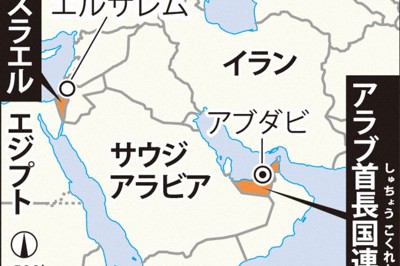 スラエル
エルサレム
イラン
アブダビ
エジプト
サウジ
アラビア
アラブ首長国連
しゅちょう こくれん